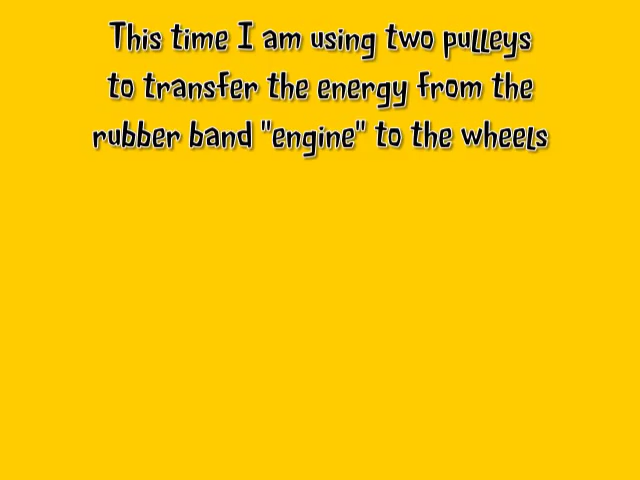 This time I am using two pulleys
to transfer the energy from the
rubber band "engine" to the wheels